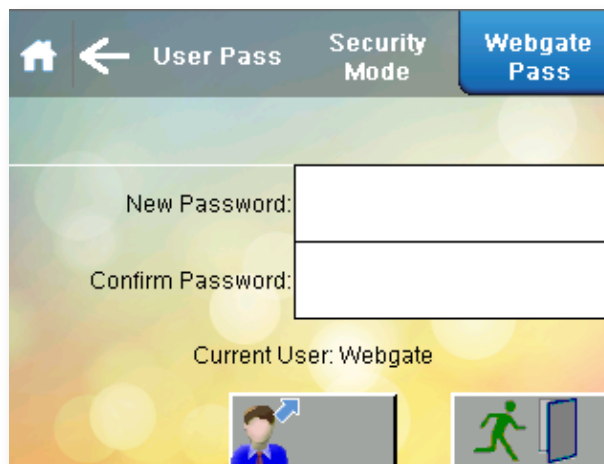 User Pass
Security
Mode
Webgate
Pass
New Password:
Confirm Password:
Current User: Webgate